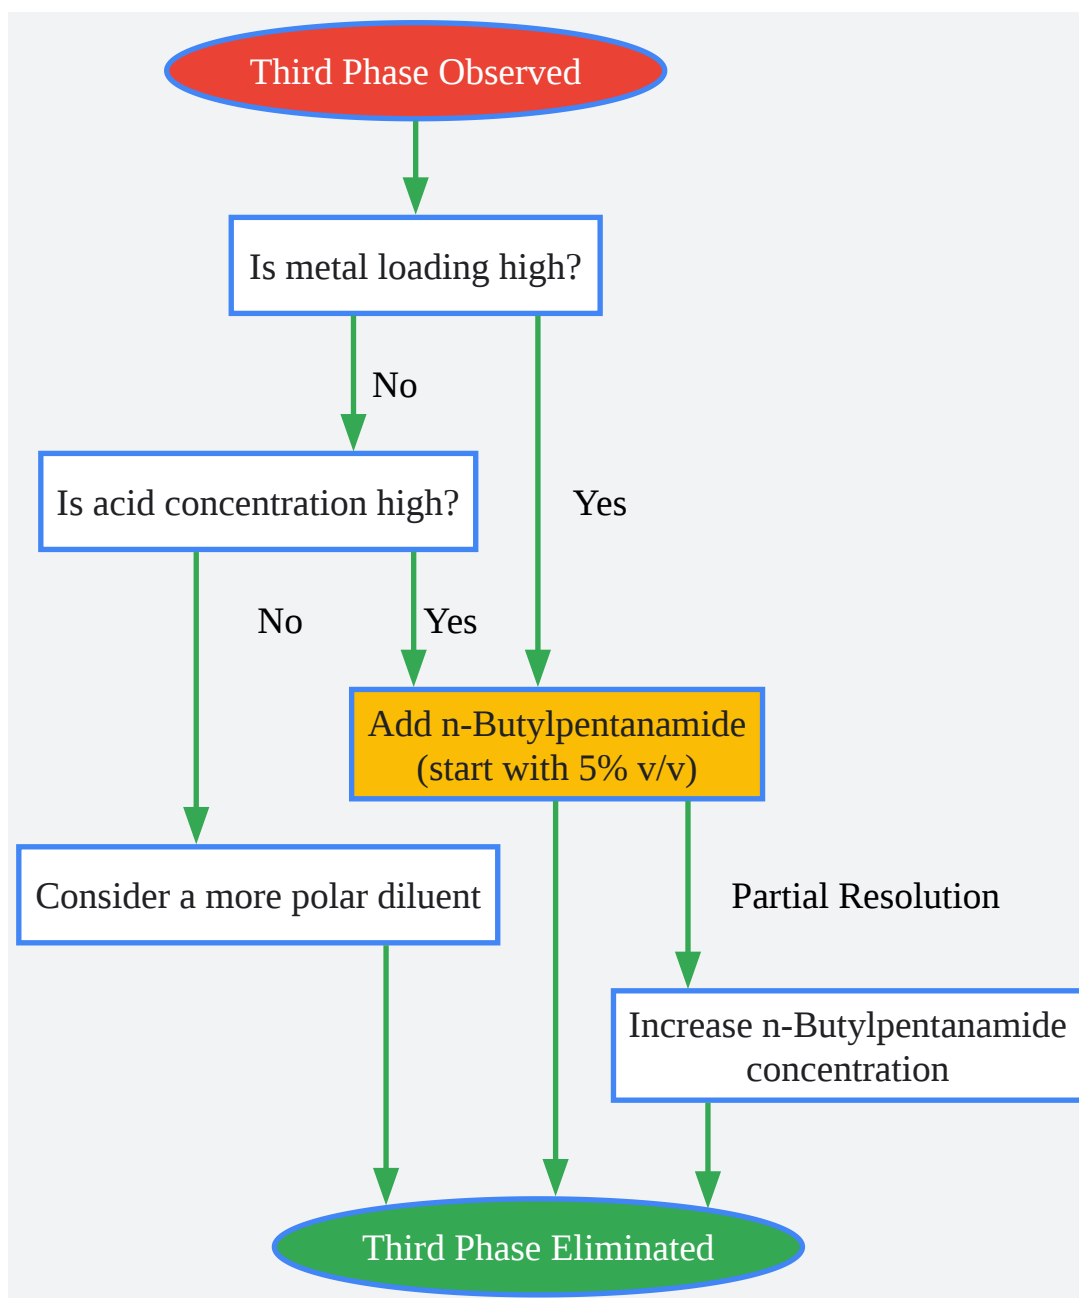 Third Phase Observed
Is metal loading high?
No
Is acid concentration high?
Yes
No
Yes
Add n-Butylpentanamide
(start with 5% v/v)
Consider a more polar diluent
Partial Resolution
Increase n-Butylpentanamide
concentration
Third Phase Eliminated